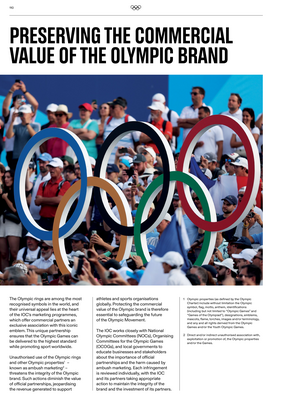 PRESERVING THE COMMERCIAL
VALUE OF THE OLYMPIC BRAND
The Olympic rings are among the most
recognised symbols in the world, and
their universal appeal lies at the heart
of the IOC's marketing programmes,
which offer commercial partners an
exclusive association with this iconic
emblem. This unique partnership
ensures that the Olympic Games can
be delivered to the highest standard
while promoting sport worldwide.
Unauthorised use of the Olympic rings
and other Olympic properties¹ –
known as ambush marketing² –
threatens the integrity of the Olympic
brand. Such actions diminish the value
of official partnerships, jeopardising
the revenue generated to support
athletes and sports organisations
globally. Protecting the commercial
value of the Olympic brand is therefore
essential to safeguarding the future
of the Olympic Movement.
The IOC works closely with National
Olympic Committees (NOCs), Organising
Committees for the Olympic Games
(OCOGs), and local governments to
educate businesses and stakeholders
about the importance of official
partnerships and the harm caused by
ambush marketing. Each infringement
is reviewed individually, with the IOC
and its partners taking appropriate
action to maintain the integrity of the
brand and the investment of its partners.
1 Olympic properties (as defined by the Olympic
Charter) include without limitation the Olympic
symbol, flag, motto, anthem, identifications
(including but not limited to "Olympic Games" and
"Games of the Olympiad"), designations, emblems,
mascots, flame, torches, images and or terminology,
and any and all rights derived from the Olympic
Games and/or the Youth Olympic Games.
2 Direct and/or indirect unauthorised association with,
exploitation or promotion of, the Olympic properties
and/or the Games.